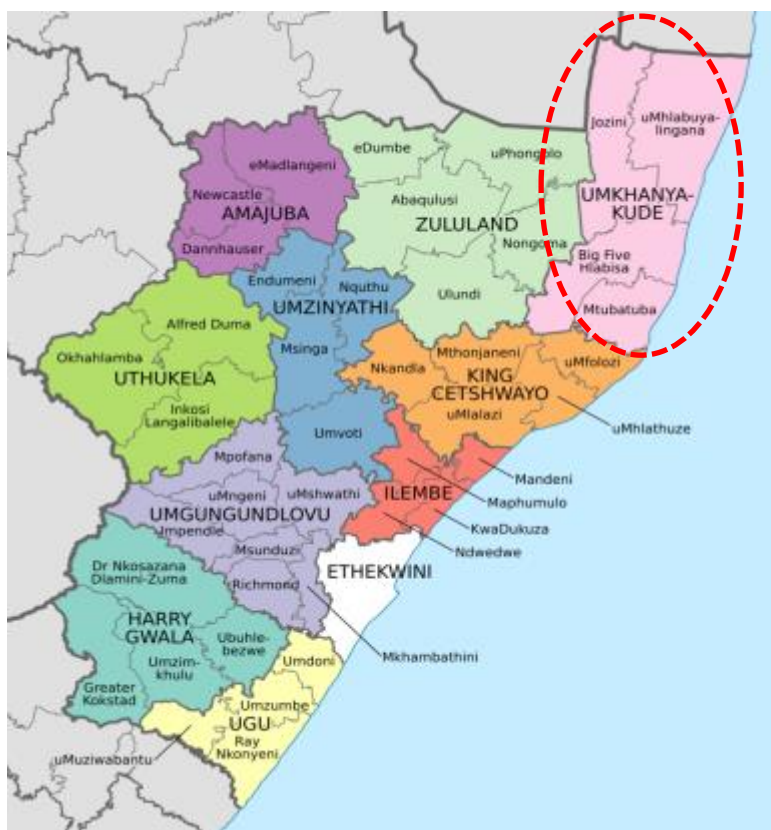 Jozini
uMhlabuya-
lingana
UMKHANYA-
KUDE
Big Five
Hlabisa
Mtubatuba
eDumbe
uPhongolo
Abaqulusi
ZULULAND
Nongoma
Ulundi
eMadlangeni
Newcastle
AMAJUBA
Dannhauser
Endumeni
Nquthu
UMZINYATHI
Msinga
Umvoti
Alfred Duma
Okhahlamba
UTHUKELA
Inkosi
Langalibalele
Mthonjaneni
uMfolozi
Nkandla
KING
CETSHWAYO
uMlalazi
uMhlathuze
Mandeni
ILEMBE
Maphumulo
KwaDukuza
Ndwedwe
Mpofana
uMngeni
uMshwathi
UMGUNGUNDLOVU
Impendle
Msunduzi
Richmond
Mkhambathini
ETHEKWINI
Dr Nkosazana
Dlamini-Zuma
HARRY
GWALA
Ubuhle-
bezwe
Umzim-
khulu
Greater
Kokstad
Umdoni
Umzumbe
UGU
Ray
Nkonyeni
uMuziwabantu